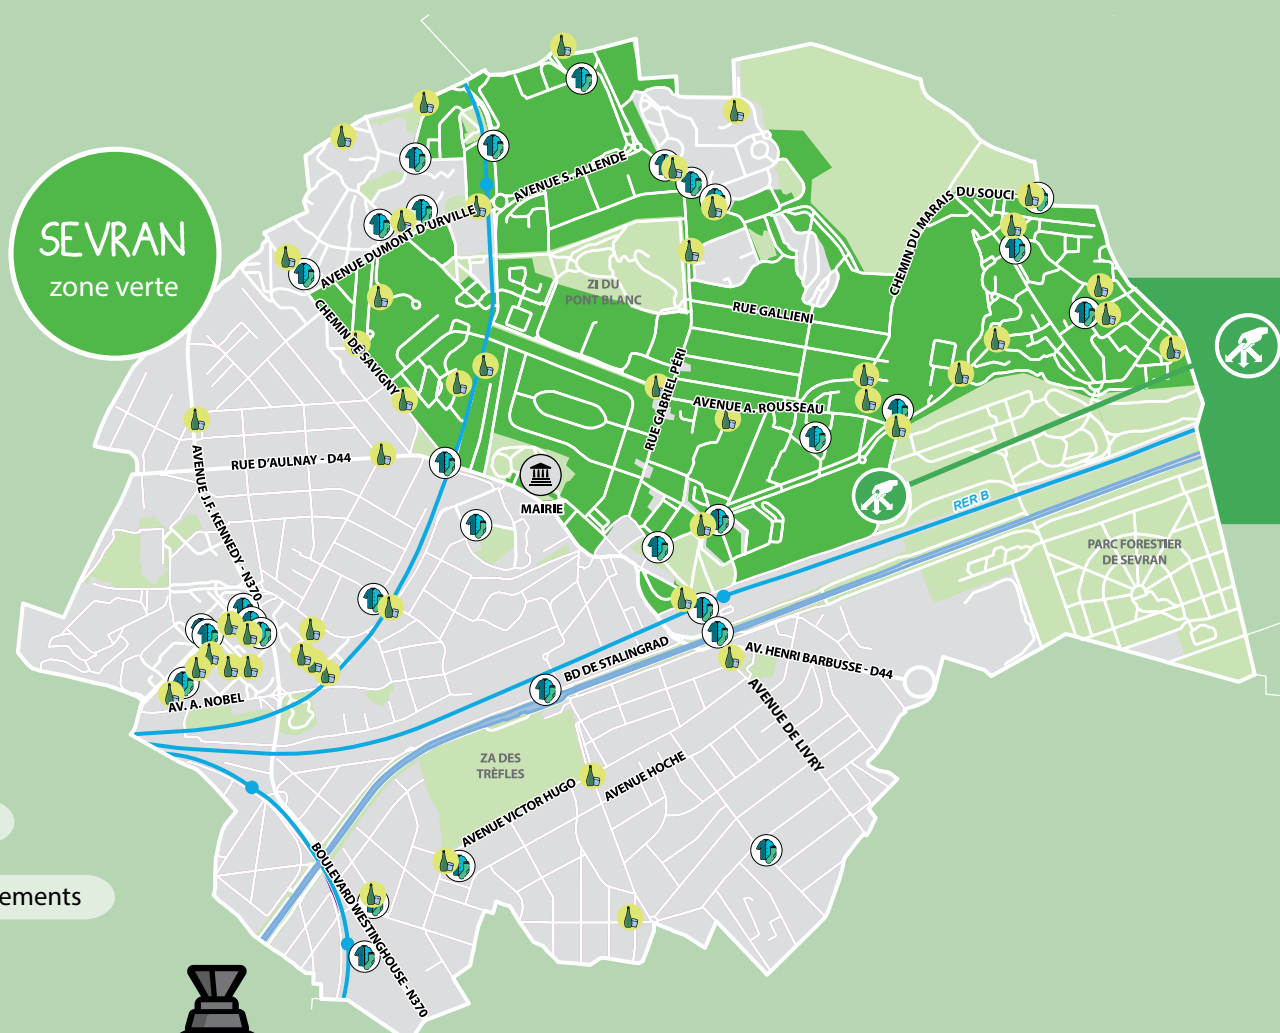 SEVRAN
zone verte
AVENUE S. ALLENDE
AVENUE DUMONT D'URVILLE
CHEMIN DU MARAIS DU SOUCI
ZI DU
PONT BLANC
RUE GALLIENI
CHEMIN DE SAVIGNY
RUE GABRIEL PÉRI
AVENUE A. ROUSSEAU
RUE D'AULNAY - D44
AVENUE J.F. KENNEDY - N370
MAIRIE
RER B
PARC FORESTIER
DE SEVRAN
BD DE STALINGRAD
AV. HENRI BARBUSSE - D44
AV. A. NOBEL
AVENUE DE LIVRY
ZA DES
TRÈFLES
AVENUE HOCHE
AVENUE VICTOR HUGO
BOULEVARD WESTINGHOUSE - N370
ements